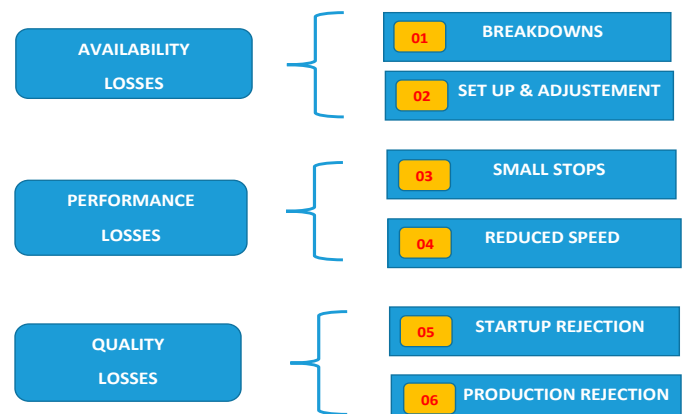 AVAILABILITY
LOSSES
01 BREAKDOWNS
02 SET UP & ADJUSTEMENT
PERFORMANCE
LOSSES
03 SMALL STOPS
04 REDUCED SPEED
QUALITY
LOSSES
05 STARTUP REJECTION
06 PRODUCTION REJECTION